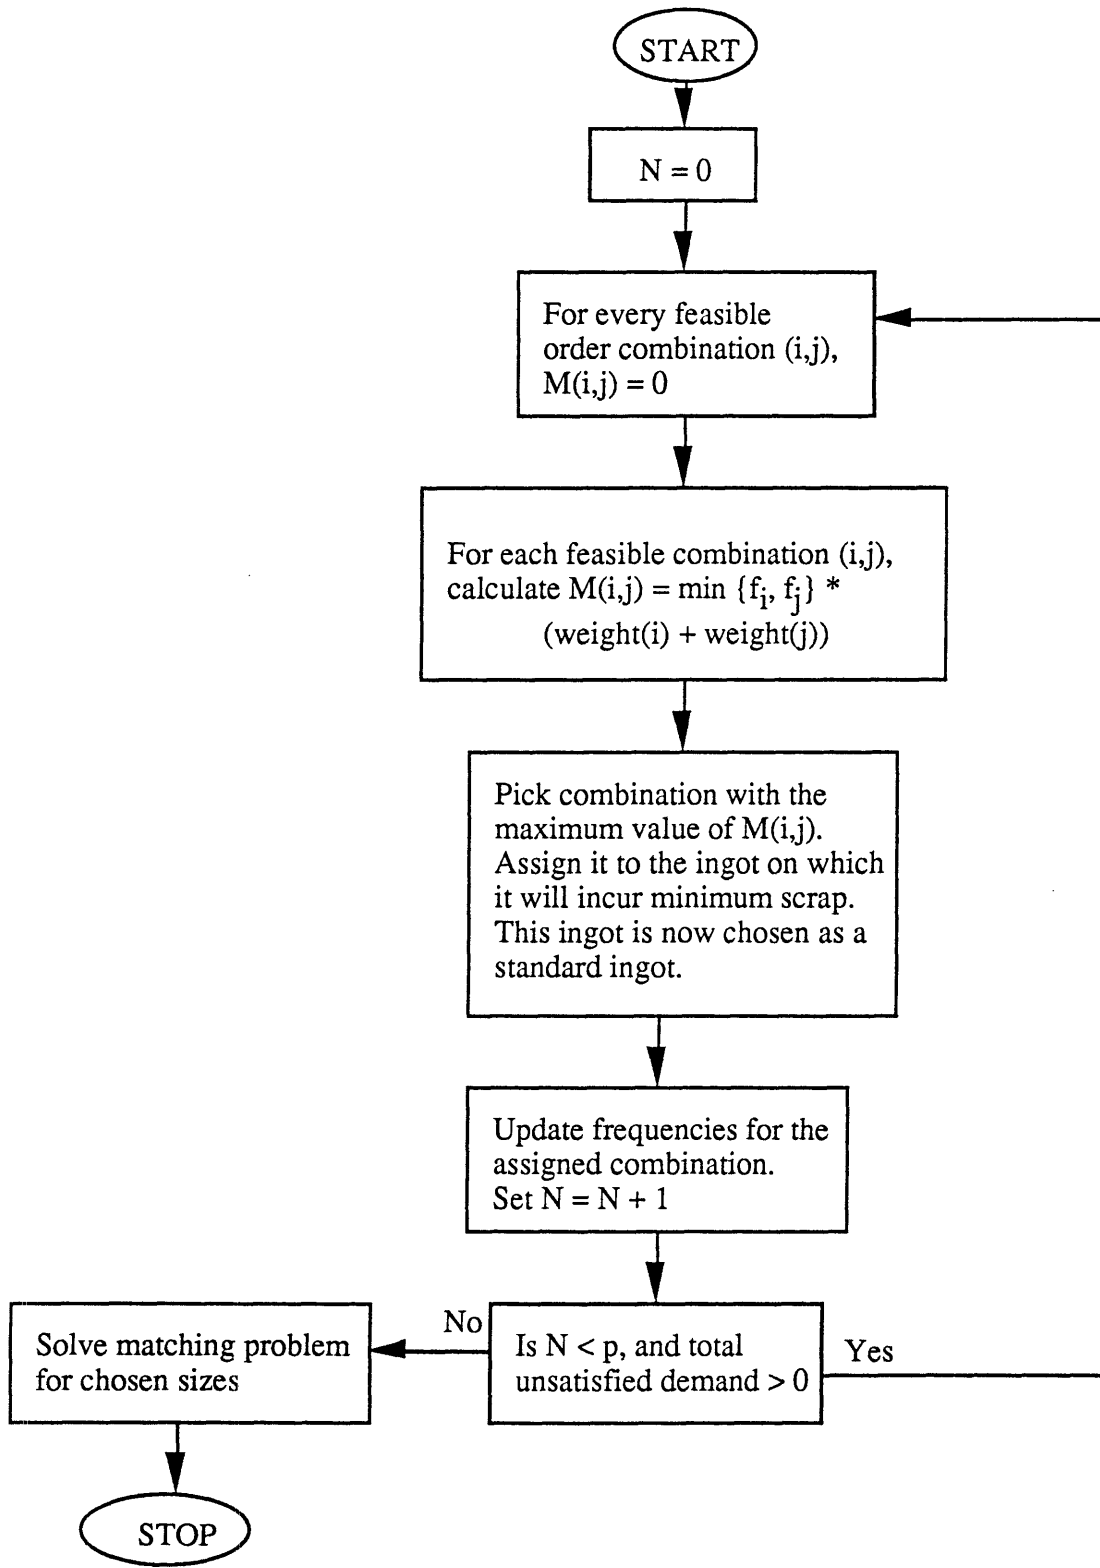 START
N = 0
For every feasible
order combination (i,j),
M(i,j) = 0
For each feasible combination (i,j),
calculate M(i,j) = min {f_i, f_j} *
(weight(i) + weight(j))
Pick combination with the
maximum value of M(i,j).
Assign it to the ingot on which
it will incur minimum scrap.
This ingot is now chosen as a
standard ingot.
Update frequencies for the
assigned combination.
Set N = N + 1
Is N < p, and total
unsatisfied demand > 0
Yes
No
Solve matching problem
for chosen sizes
STOP